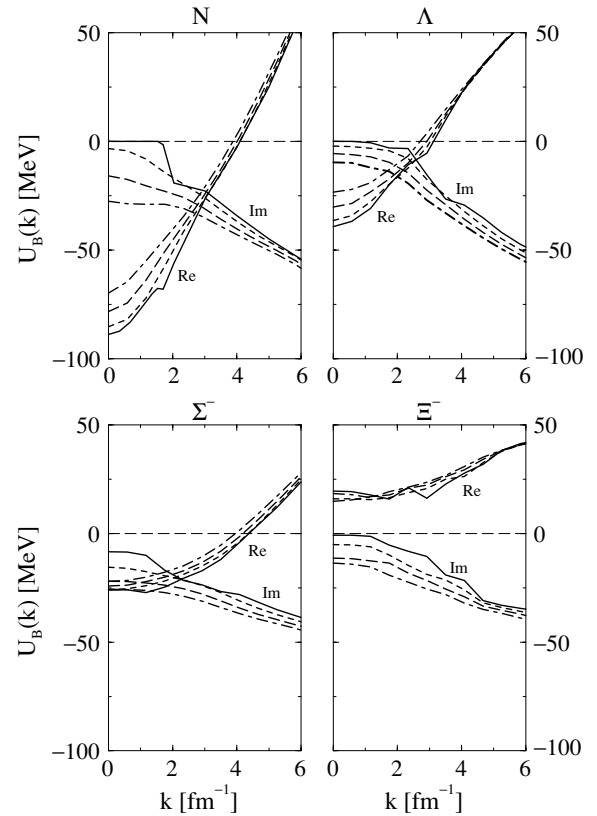 N Λ
50 50
0 0
−50 −50
−100 −100
U_B(k) [MeV]
Im Im
Re Re
0 2 4 6 0 2 4 6
Σ⁻ Ξ⁻
50 50
0 0
−50 −50
−100 −100
U_B(k) [MeV]
Re Re
Im Im
0 2 4 6 0 2 4 6
k [fm⁻¹] k [fm⁻¹]